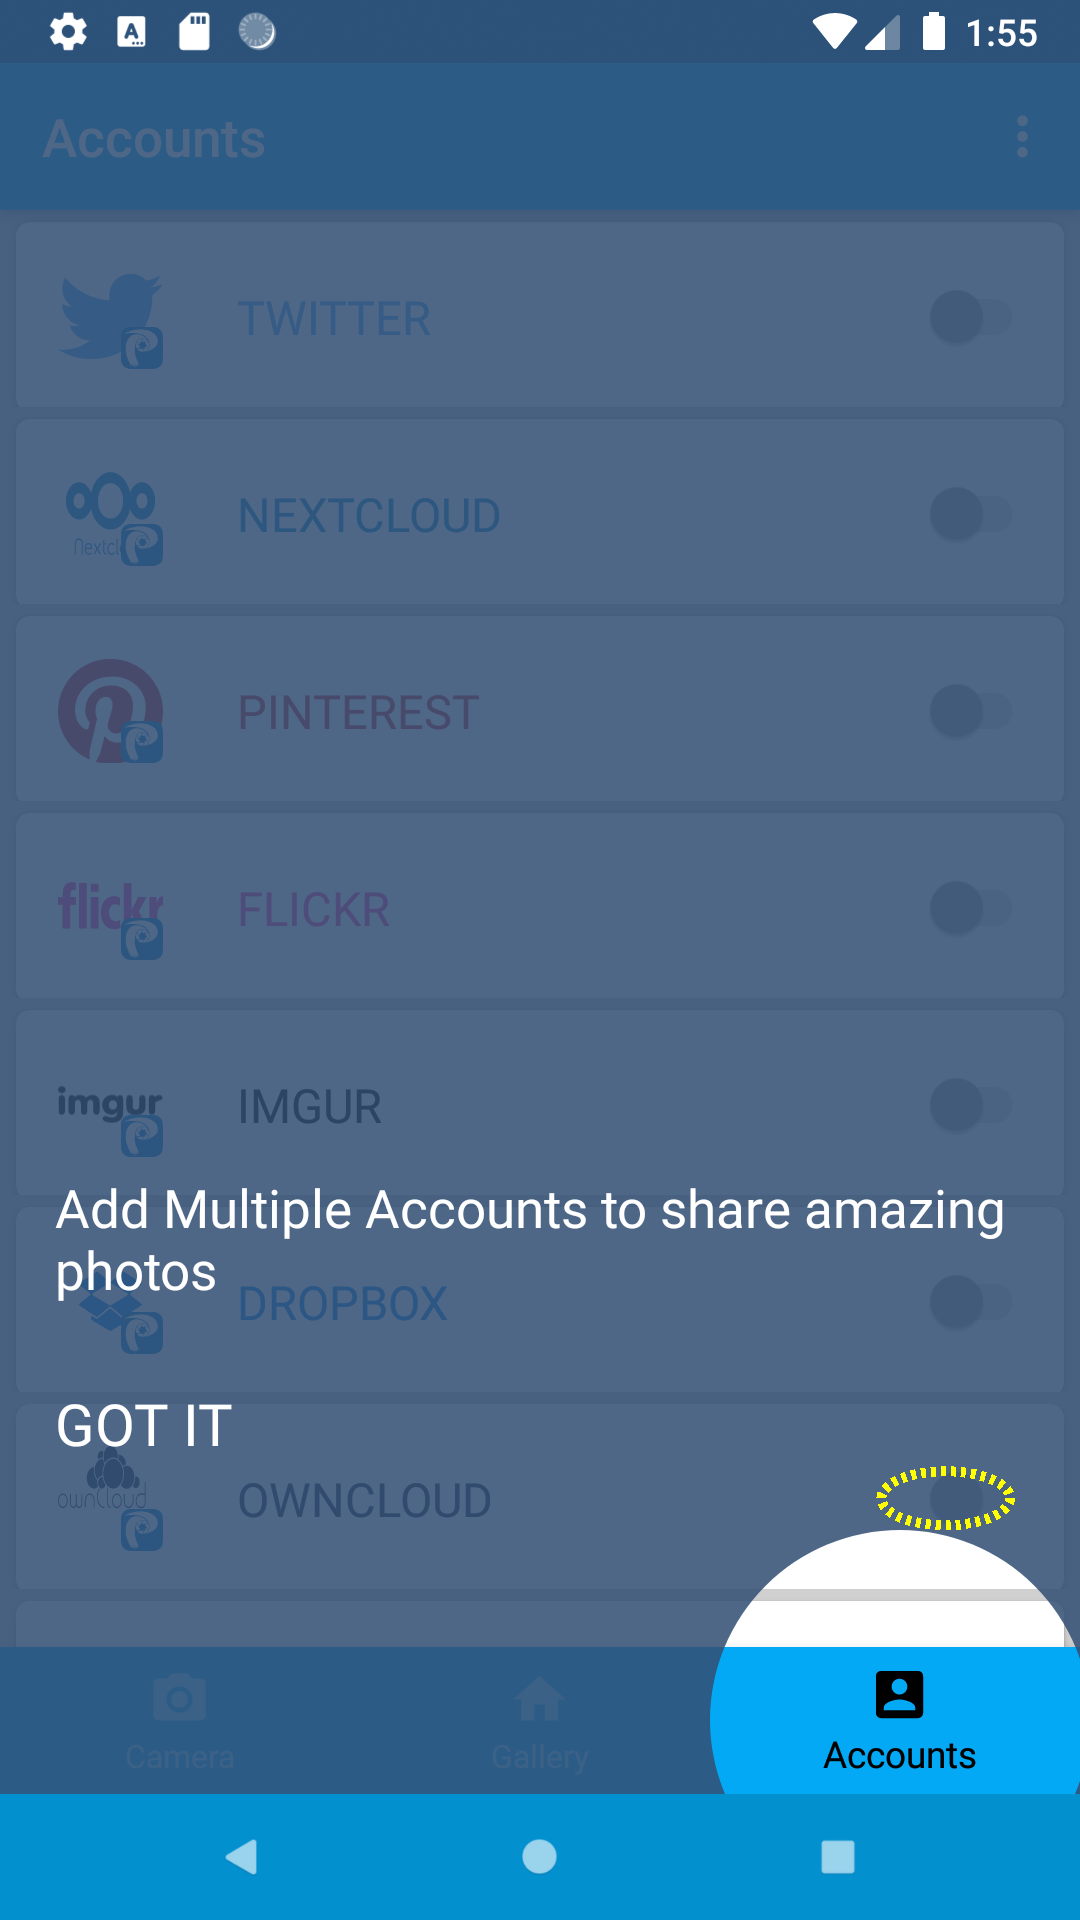 1:55
Accounts
TWITTER
NEXTCLOUD
PINTEREST
flickr
FLICKR
imgur
IMGUR
Add Multiple Accounts to share amazing
photos
DROPBOX
GOT IT
ownCloud
OWNCLOUD
Camera
Gallery
Accounts